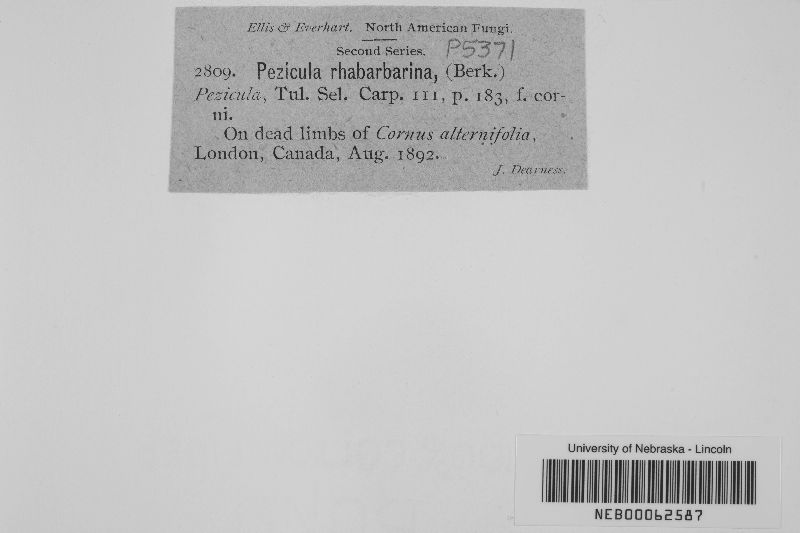 Ellis & Everhart. North American Fungi.
Second Series. P5371
2809. Pezicula rhabarbarina, (Berk.)
Pezicula, Tul. Sel. Carp. III, p. 183, f. cor-
ni.
On dead limbs of Cornus alternifolia,
London, Canada, Aug. 1892.
J. Dearness.
University of Nebraska - Lincoln
NEB00062587